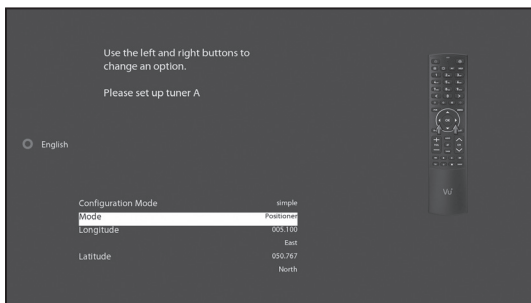 Use the left and right buttons to
change an option.
Please set up tuner A
English
Configuration Mode simple
Mode Positioner
Longitude 005.100
East
Latitude 050.767
North
VU